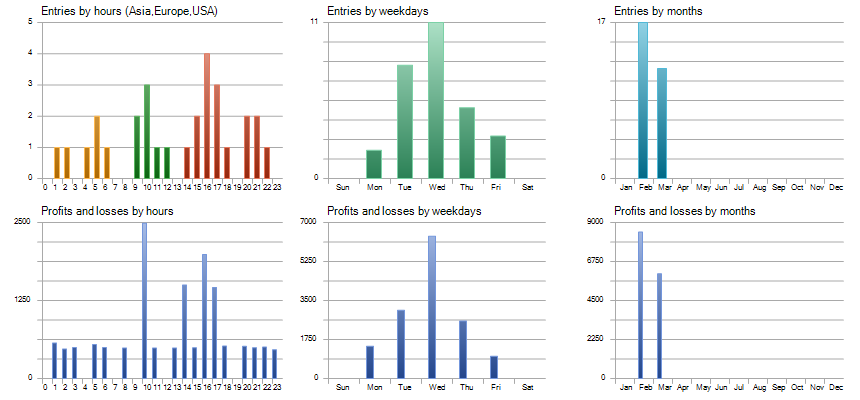 Entries by hours (Asia,Europe,USA)
5
4
3
2
1
0
0 1 2 3 4 5 6 7 8 9 10 11 12 13 14 15 16 17 18 19 20 21 22 23
Entries by weekdays
11
0
Sun Mon Tue Wed Thu Fri Sat
Entries by months
17
0
Jan Feb Mar Apr May Jun Jul Aug Sep Oct Nov Dec
Profits and losses by hours
2500
1250
0
0 1 2 3 4 5 6 7 8 9 10 11 12 13 14 15 16 17 18 19 20 21 22 23
Profits and losses by weekdays
7000
5250
3500
1750
0
Sun Mon Tue Wed Thu Fri Sat
Profits and losses by months
9000
6750
4500
2250
0
Jan Feb Mar Apr May Jun Jul Aug Sep Oct Nov Dec